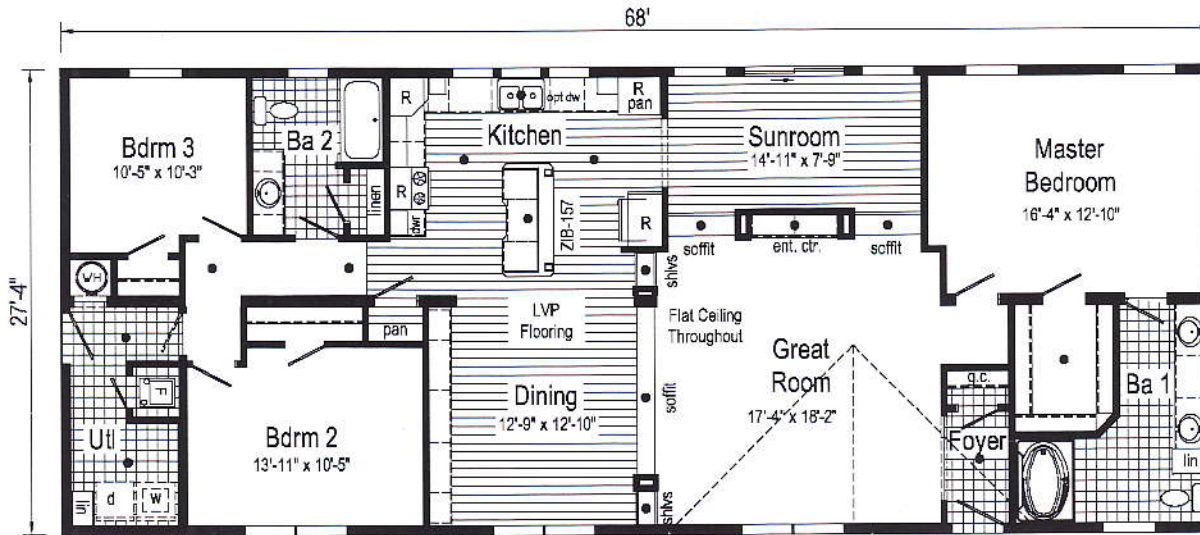 68'
27'-4"
Bdrm 3
10'-5" x 10'-3"
Ba 2
R
Kitchen
opt dw
R
pan
Sunroom
14'-11" x 7'-9"
Master
Bedroom
16'-4" x 12'-10"
linen
R
dwr
ZIB-157
R
soffit
ent. ctr.
soffit
WH
shlvs
pan
LVP
Flooring
Flat Ceiling
Throughout
Great
Room
17'-4" x 18'-2"
F
Dining
12'-9" x 12'-10"
soffit
g.c.
Ba 1
Utl
Bdrm 2
13'-11" x 10'-5"
Foyer
lin
d
w
lin
shlvs